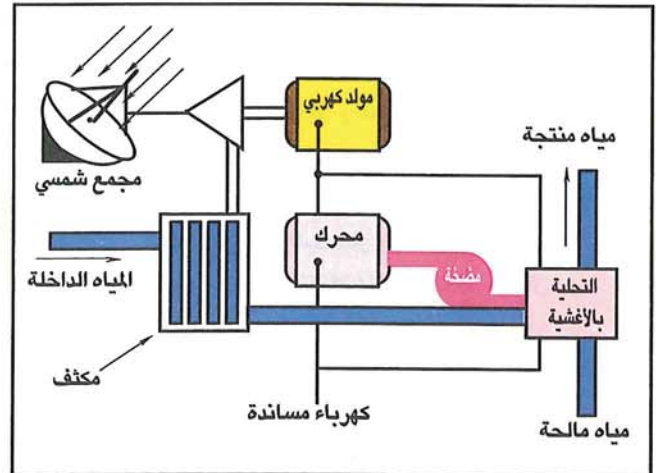 مولد كهربي
مياه منتجة
مجمع شمسي
محرك
مضخة
المياه الداخلة
التحلية
بالأغشية
مكثف
كهرباء مساندة
مياه مالحة